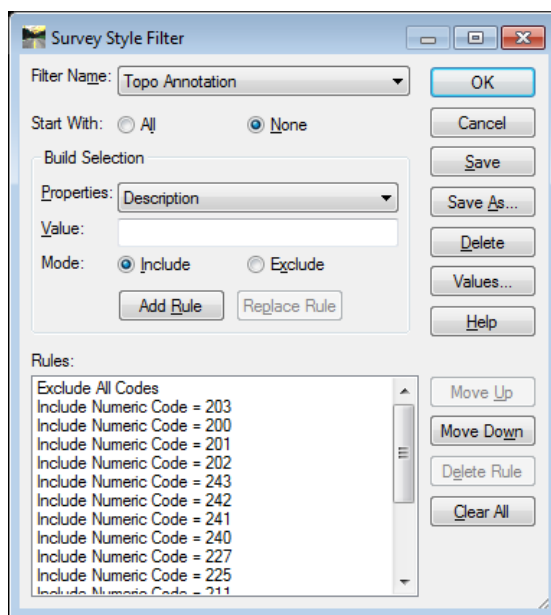 Survey Style Filter
Filter Name: Topo Annotation
OK
Start With: All None
Cancel
Build Selection
Save
Properties: Description
Save As...
Value:
Delete
Mode: Include Exclude
Values...
Add Rule Replace Rule
Help
Rules:
Exclude All Codes
Include Numeric Code = 203
Include Numeric Code = 200
Include Numeric Code = 201
Include Numeric Code = 202
Include Numeric Code = 243
Include Numeric Code = 242
Include Numeric Code = 241
Include Numeric Code = 240
Include Numeric Code = 227
Include Numeric Code = 225
Include Numeric Code = 211
Move Up
Move Down
Delete Rule
Clear All